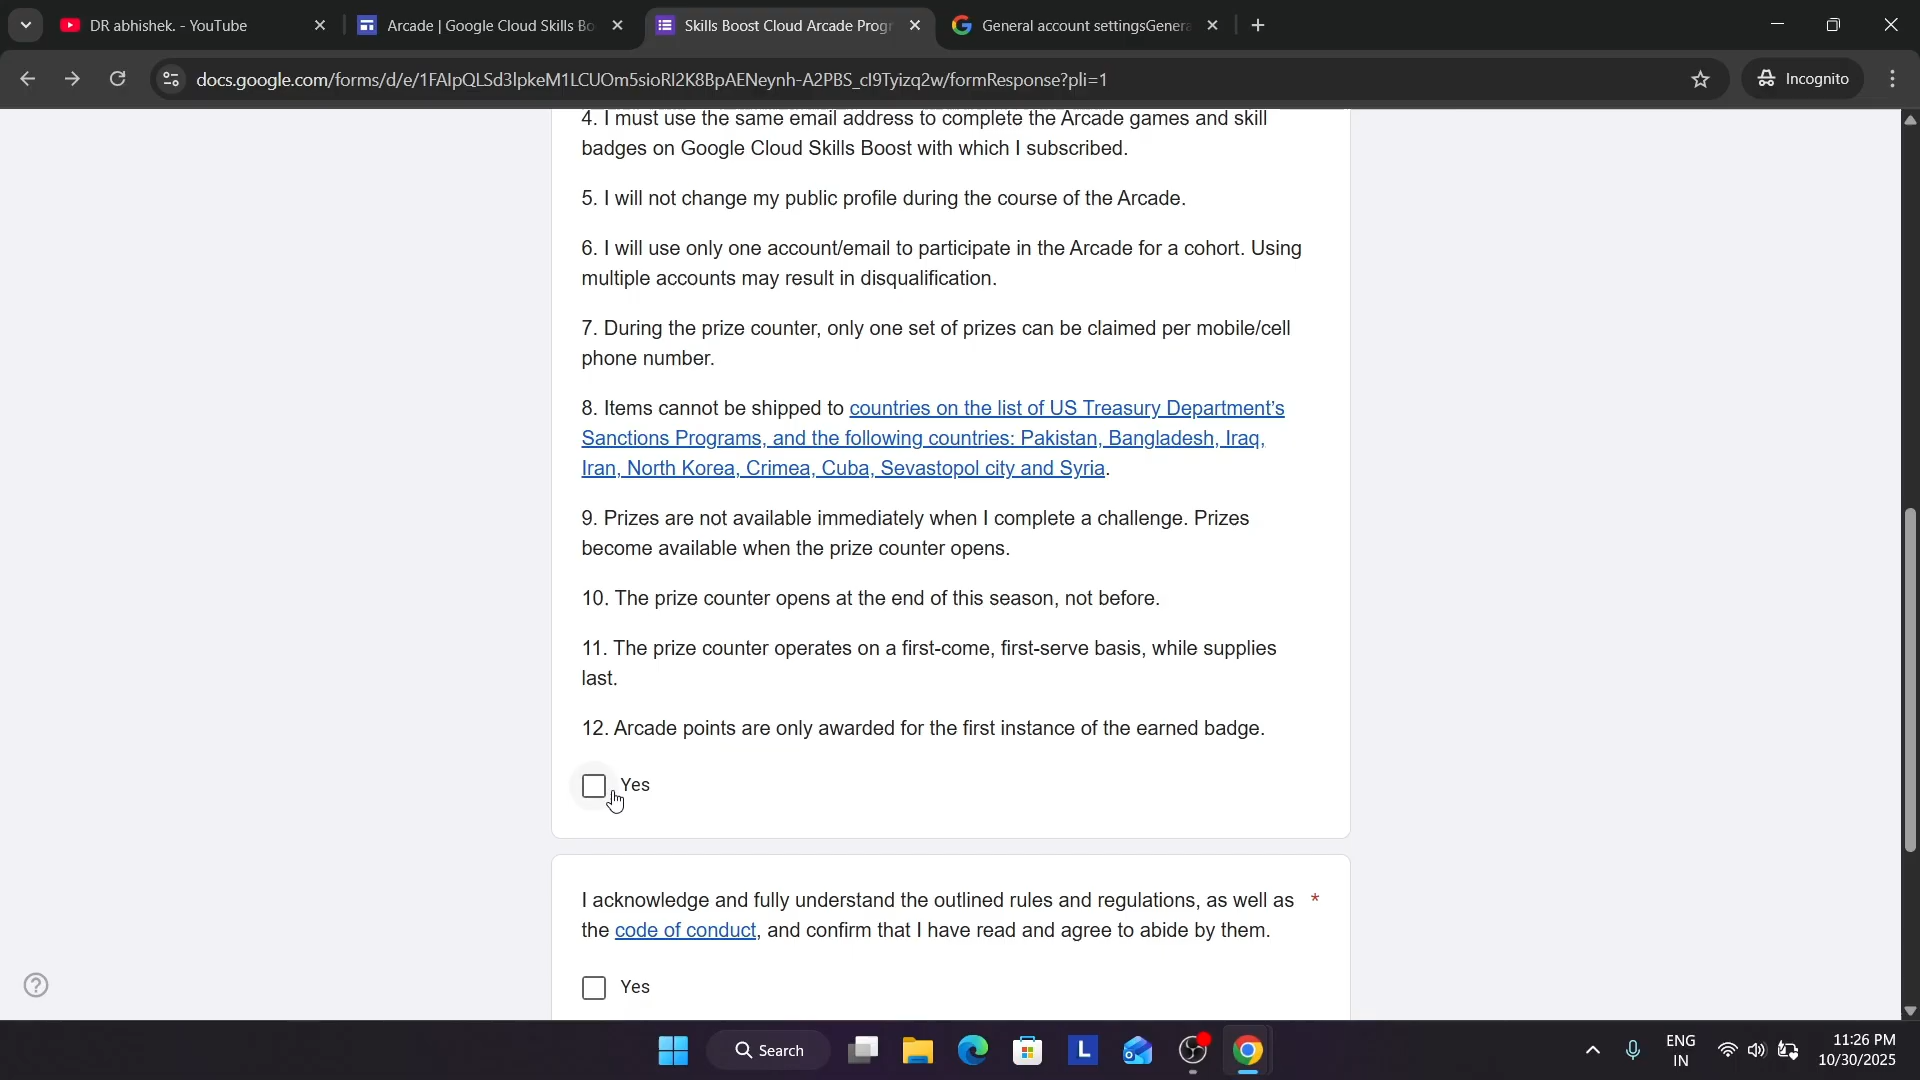 DR abhishek. - YouTube
Arcade | Google Cloud Skills Bo
Skills Boost Cloud Arcade Progr
General account settingsGenera
docs.google.com/forms/d/e/1FAIpQLSd3lpkeM1LCUOm5sioRI2K8BpAENeynh-A2PBS_cl9Tyizq2w/formResponse?pli=1
Incognito
4. I must use the same email address to complete the Arcade games and skill
badges on Google Cloud Skills Boost with which I subscribed.
5. I will not change my public profile during the course of the Arcade.
6. I will use only one account/email to participate in the Arcade for a cohort. Using
multiple accounts may result in disqualification.
7. During the prize counter, only one set of prizes can be claimed per mobile/cell
phone number.
8. Items cannot be shipped to countries on the list of US Treasury Department's
Sanctions Programs, and the following countries: Pakistan, Bangladesh, Iraq,
Iran, North Korea, Crimea, Cuba, Sevastopol city and Syria.
9. Prizes are not available immediately when I complete a challenge. Prizes
become available when the prize counter opens.
10. The prize counter opens at the end of this season, not before.
11. The prize counter operates on a first-come, first-serve basis, while supplies
last.
12. Arcade points are only awarded for the first instance of the earned badge.
Yes
I acknowledge and fully understand the outlined rules and regulations, as well as *
the code of conduct, and confirm that I have read and agree to abide by them.
Yes
Search
L
ENG
IN
11:26 PM
10/30/2025